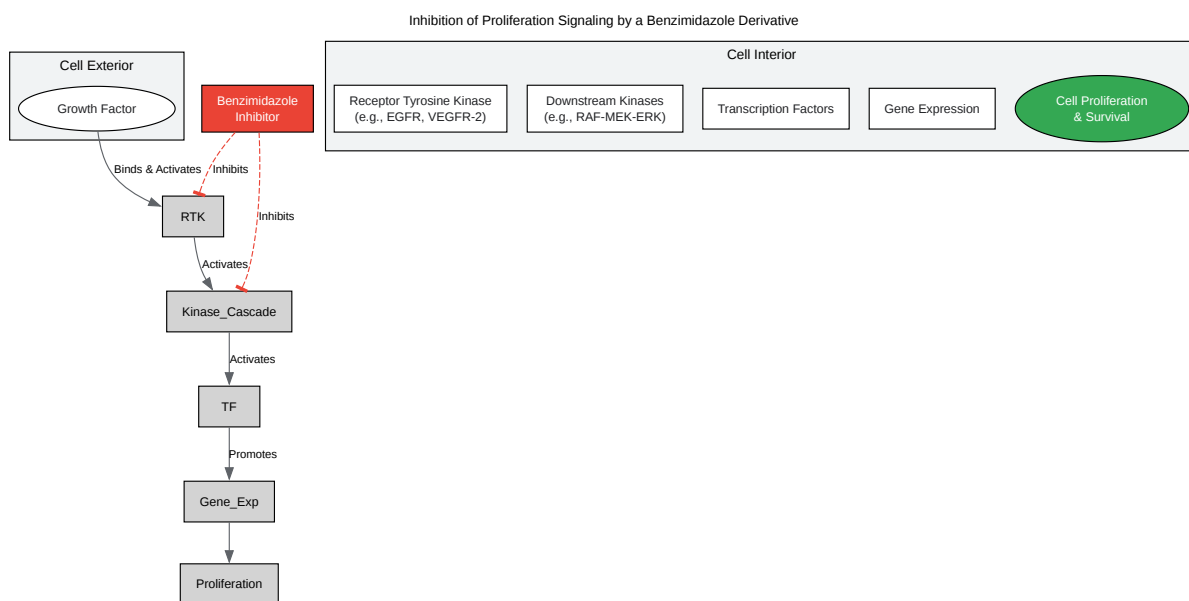 Inhibition of Proliferation Signaling by a Benzimidazole Derivative
Cell Exterior
Growth Factor
Benzimidazole
Inhibitor
Cell Interior
Receptor Tyrosine Kinase
(e.g., EGFR, VEGFR-2)
Downstream Kinases
(e.g., RAF-MEK-ERK)
Transcription Factors
Gene Expression
Cell Proliferation
& Survival
Binds & Activates
Inhibits
RTK
Inhibits
Activates
Kinase_Cascade
Activates
TF
Promotes
Gene_Exp
Proliferation